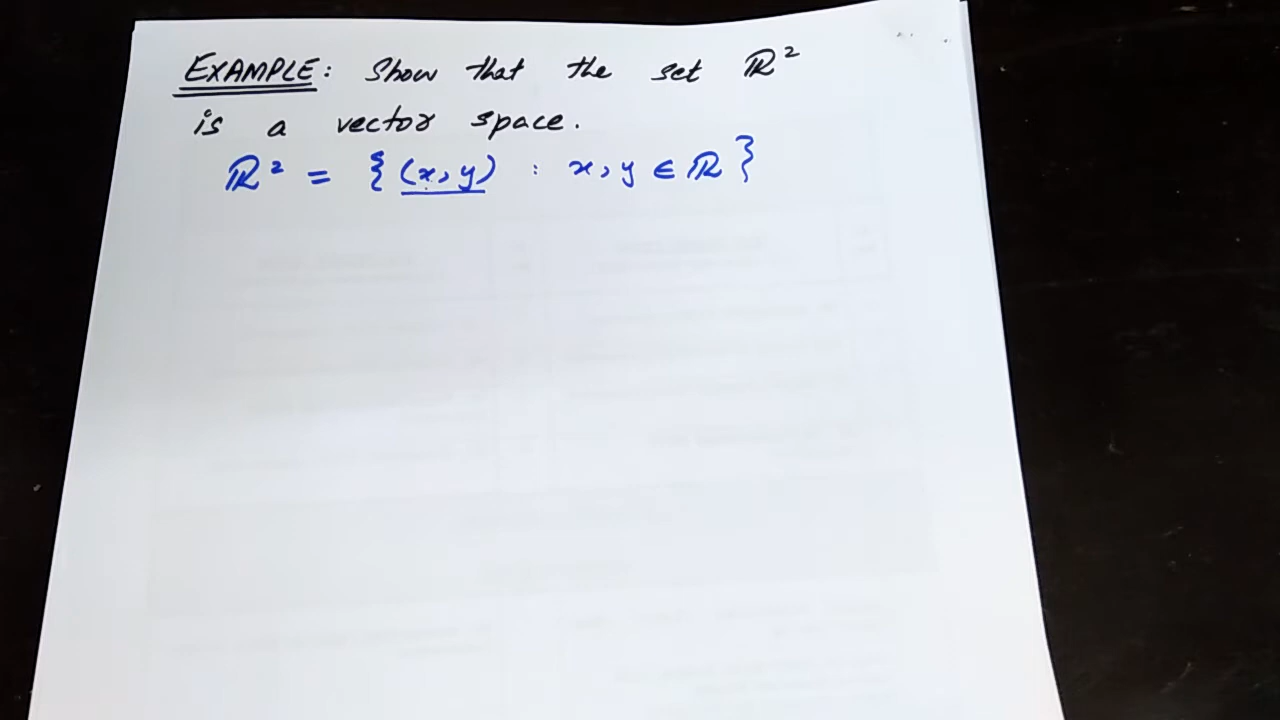 EXAMPLE: Show that the set ℝ²
is a vector space.
ℝ² = {(x, y) : x, y ∈ ℝ}